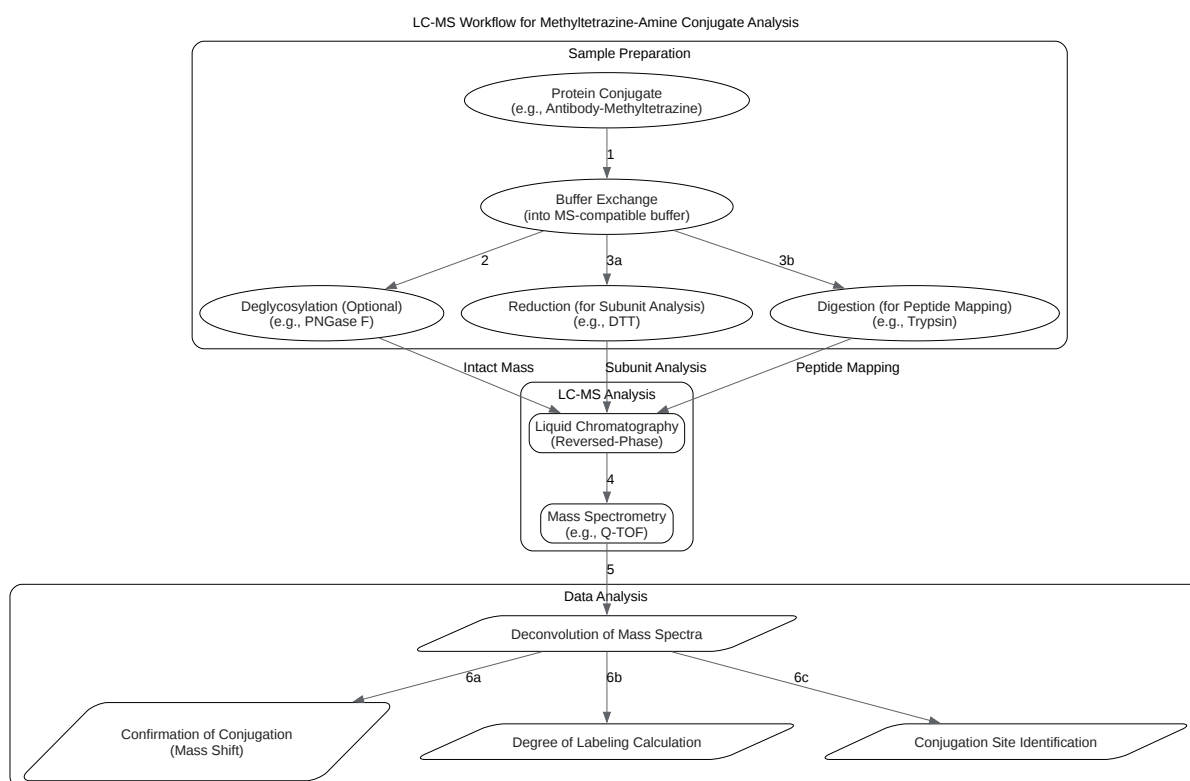 LC-MS Workflow for Methyltetrazine-Amine Conjugate Analysis
Sample Preparation
Protein Conjugate
(e.g., Antibody-Methyltetrazine)
1
Buffer Exchange
(into MS-compatible buffer)
2
3a
3b
Deglycosylation (Optional)
(e.g., PNGase F)
Reduction (for Subunit Analysis)
(e.g., DTT)
Digestion (for Peptide Mapping)
(e.g., Trypsin)
Intact Mass
Subunit Analysis
Peptide Mapping
LC-MS Analysis
Liquid Chromatography
(Reversed-Phase)
4
Mass Spectrometry
(e.g., Q-TOF)
5
Data Analysis
Deconvolution of Mass Spectra
6a
6b
6c
Confirmation of Conjugation
(Mass Shift)
Degree of Labeling Calculation
Conjugation Site Identification